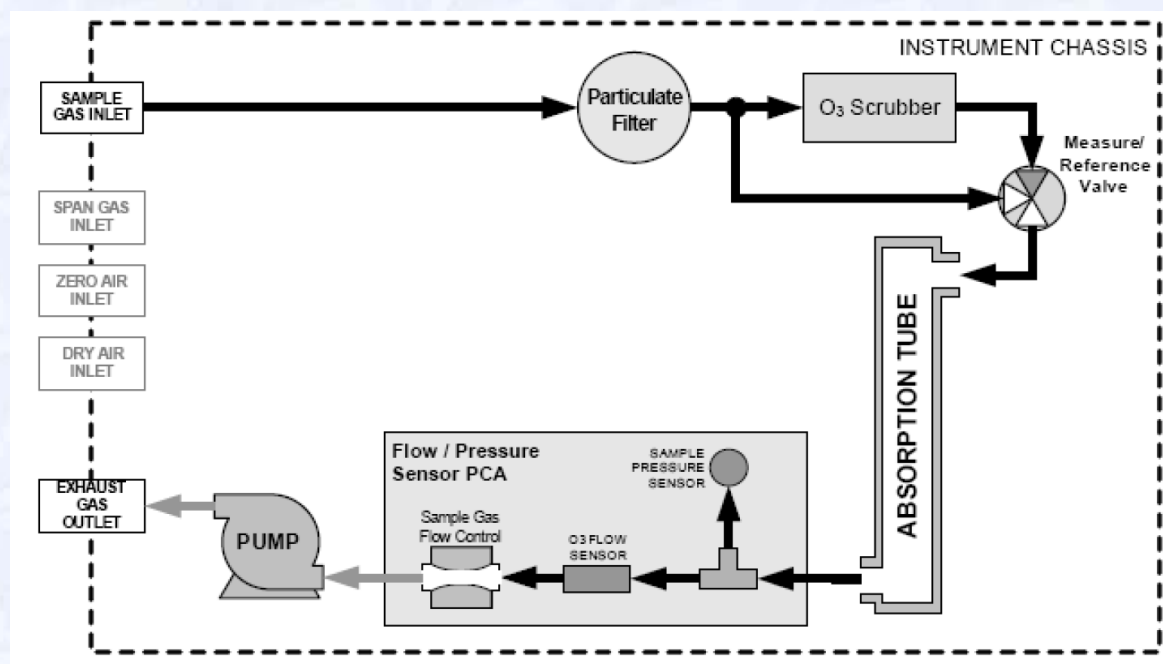 INSTRUMENT CHASSIS
SAMPLE
GAS INLET
Particulate
Filter
O₃ Scrubber
Measure/
Reference
Valve
SPAN GAS
INLET
ZERO AIR
INLET
DRY AIR
INLET
ABSORPTION TUBE
Flow / Pressure
Sensor PCA
SAMPLE
PRESSURE
SENSOR
EXHAUST
GAS
OUTLET
PUMP
Sample Gas
Flow Control
O3 FLOW
SENSOR